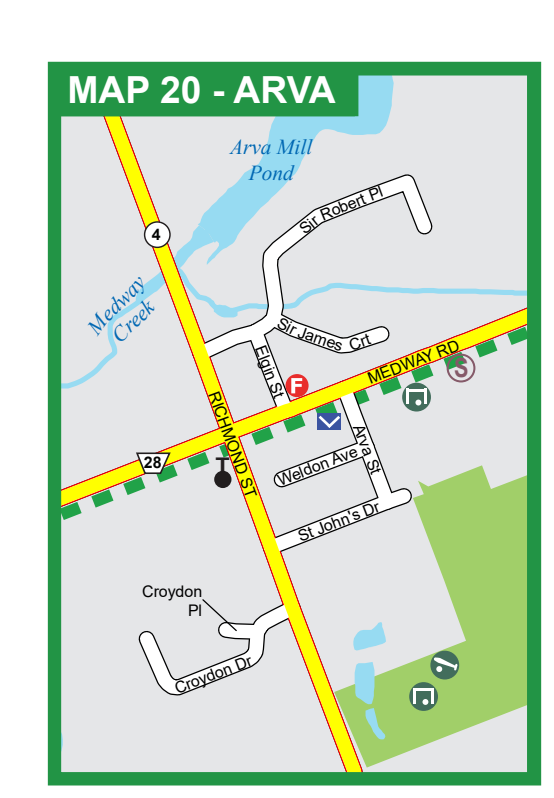 MAP 20 - ARVA
Arva Mill
Pond
Sir Robert Pl
4
Medway
Creek
Sir James Crt
Elgin St
MEDWAY RD
F
S
RICHMOND ST
28
Arva St
Weldon Ave
St John's Dr
Croydon
Pl
Croydon Dr